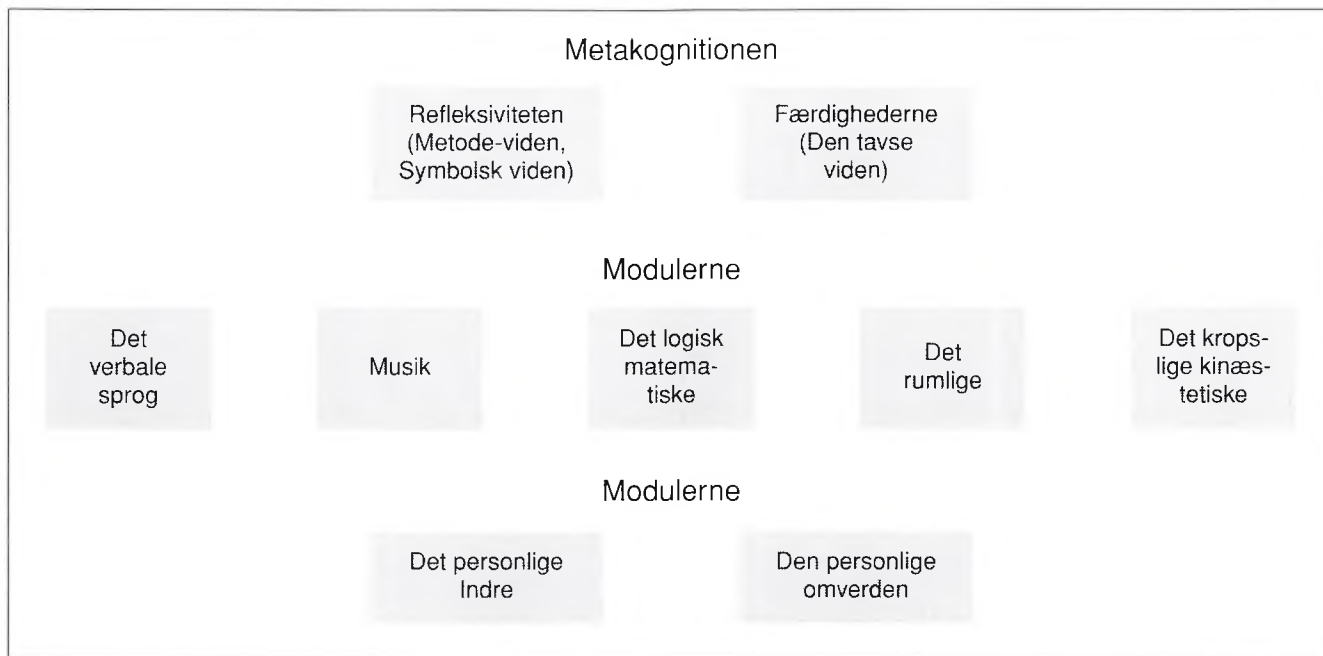 Metakognitionen
Refleksiviteten
(Metode-viden,
Symbolsk viden)
Færdighederne
(Den tavse
viden)
Modulerne
Det
verbale
sprog
Musik
Det logisk
matema-
tiske
Det
rumlige
Det krops-
lige kinæs-
tetiske
Modulerne
Det personlige
Indre
Den personlige
omverden